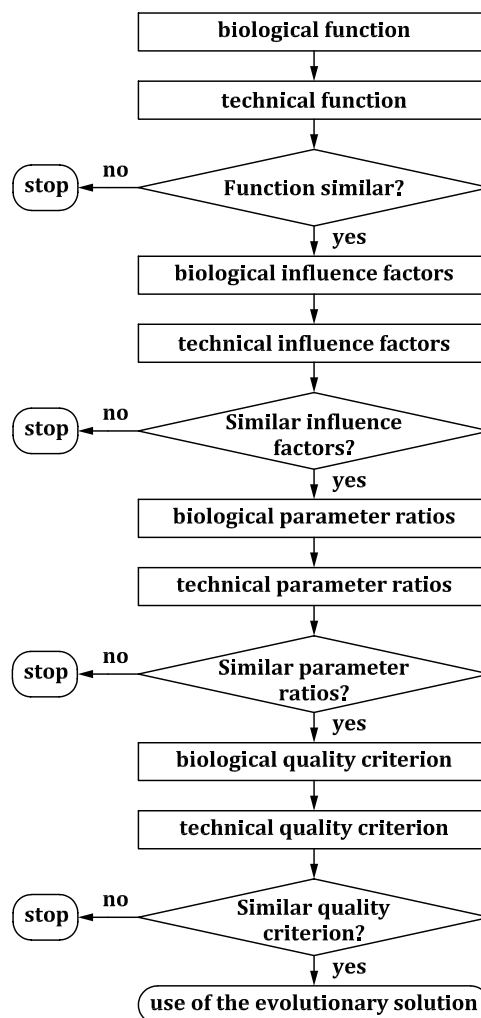 biological function
technical function
no
stop
Function similar?
yes
biological influence factors
technical influence factors
no
stop
Similar influence
factors?
yes
biological parameter ratios
technical parameter ratios
no
stop
Similar parameter
ratios?
yes
biological quality criterion
technical quality criterion
no
stop
Similar quality
criterion?
yes
use of the evolutionary solution